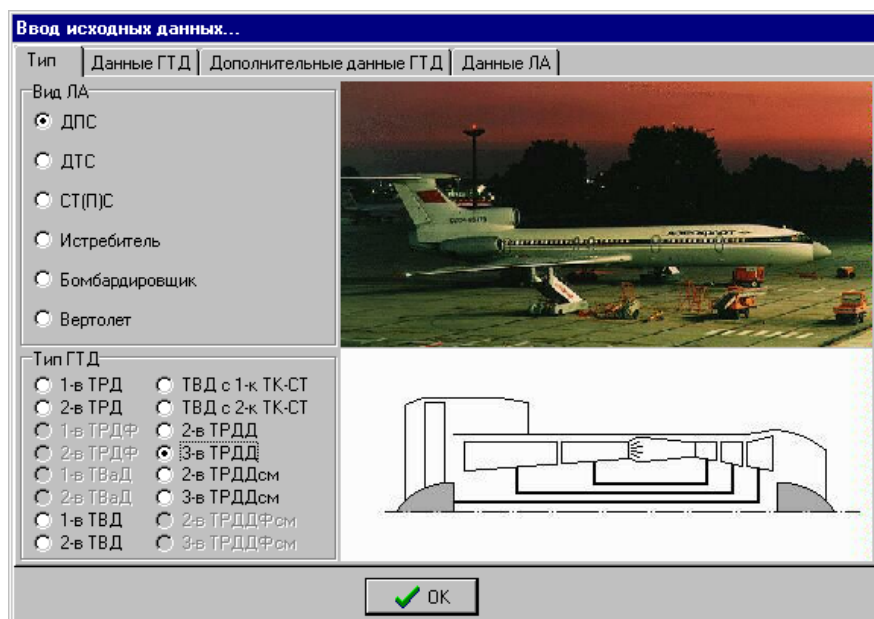 Ввод исходных данных...
Тип Данные ГТД Дополнительные данные ГТД Данные ЛА
Вид ЛА
ДПС
ДТС
СТ(П)С
Истребитель
Бомбардировщик
Вертолет
Тип ГТД
1-в ТРД ТВД с 1-к ТК-СТ
2-в ТРД ТВД с 2-к ТК-СТ
1-в ТРДФ 2-в ТРДД
2-в ТРДФ 3-в ТРДД
1-в ТВаД 2-в ТРДДсм
2-в ТВаД 3-в ТРДДсм
1-в ТВД 2-в ТРДДФсм
2-в ТВД 3-в ТРДДФсм
АЭРОФЛОТ
OK